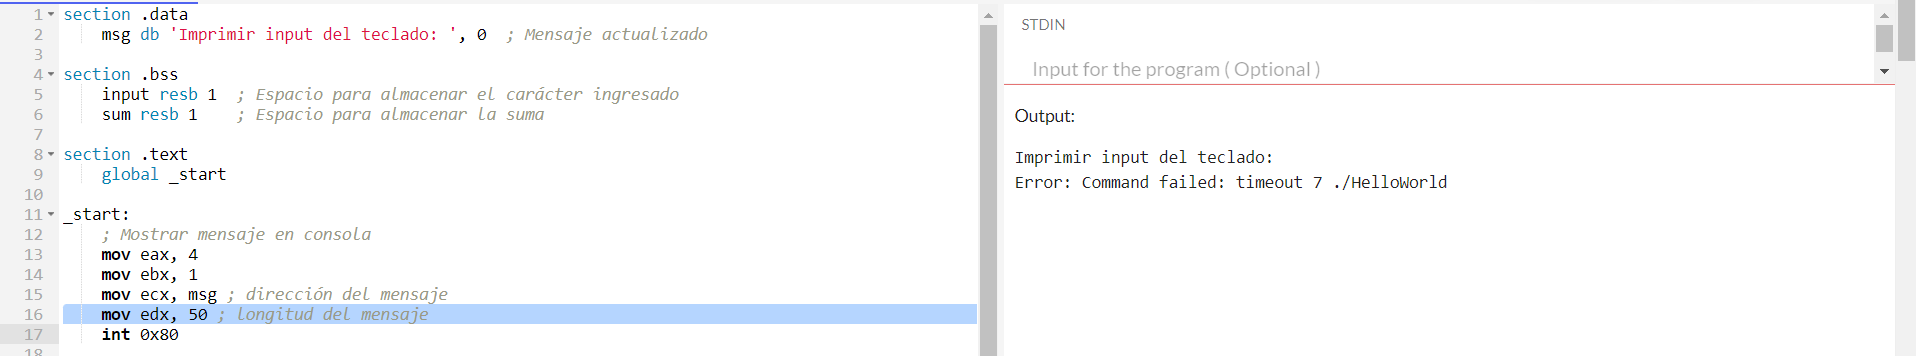 1 section .data
2 msg db 'Imprimir input del teclado: ', 0 ; Mensaje actualizado
3
4 section .bss
5 input resb 1 ; Espacio para almacenar el carácter ingresado
6 sum resb 1 ; Espacio para almacenar la suma
7
8 section .text
9 global _start
10
11 _start:
12 ; Mostrar mensaje en consola
13 mov eax, 4
14 mov ebx, 1
15 mov ecx, msg ; dirección del mensaje
16 mov edx, 50 ; longitud del mensaje
17 int 0x80
18
STDIN
Input for the program ( Optional )
Output:
Imprimir input del teclado:
Error: Command failed: timeout 7 ./HelloWorld